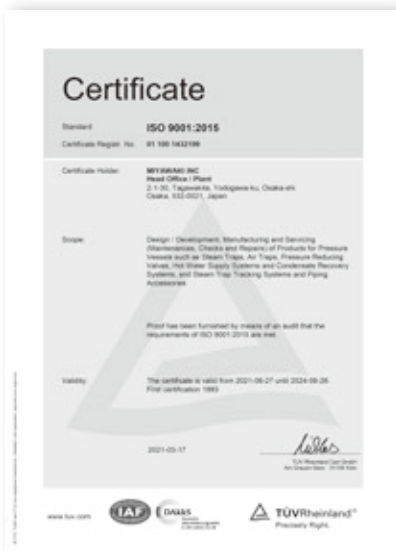 Certificate
Standard ISO 9001:2015
Certificate Registr. No. 01 100 1432199
Certificate Holder: MIYAWAKI INC
Head Office / Plant
2-1-30, Tagawakita, Yodogawa-ku, Osaka-shi
Osaka, 532-0021, Japan
Scope: Design / Development, Manufacturing and Servicing
(Maintenances, Checks and Repairs) of Products for Pressure
Vessels such as Steam Traps, Air Traps, Pressure Reducing
Valves, Hot Water Supply Systems and Condensate Recovery
Systems, and Steam Trap Tracking Systems and Piping
Accessories
Proof has been furnished by means of an audit that the
requirements of ISO 9001:2015 are met.
Validity: The certificate is valid from 2021-08-27 until 2024-08-26.
First certification 1993
2021-03-17
TÜV Rheinland Cert GmbH
www.tuv.com
IAF
DAkkS
TÜVRheinland®
Precisely Right.